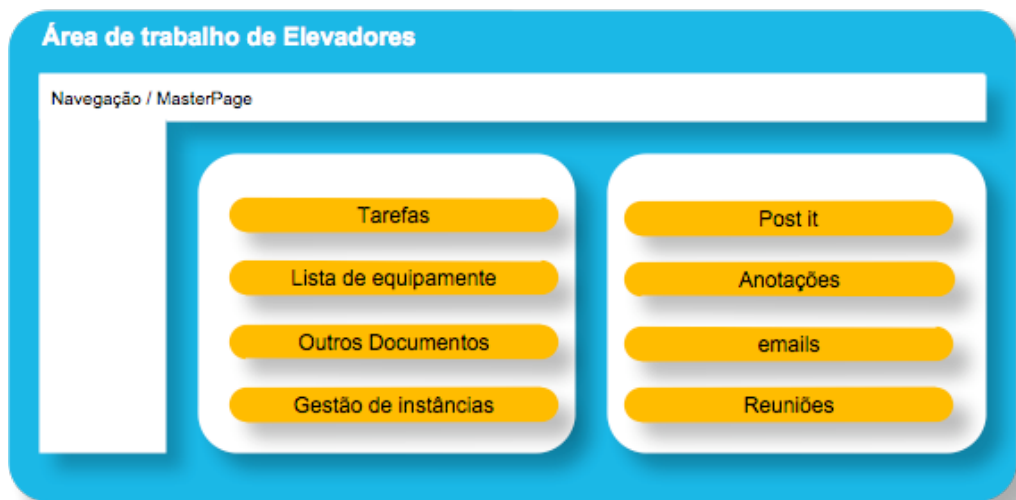 Área de trabalho de Elevadores
Navegação / MasterPage
Tarefas
Lista de equipamente
Outros Documentos
Gestão de instâncias
Post it
Anotações
emails
Reuniões